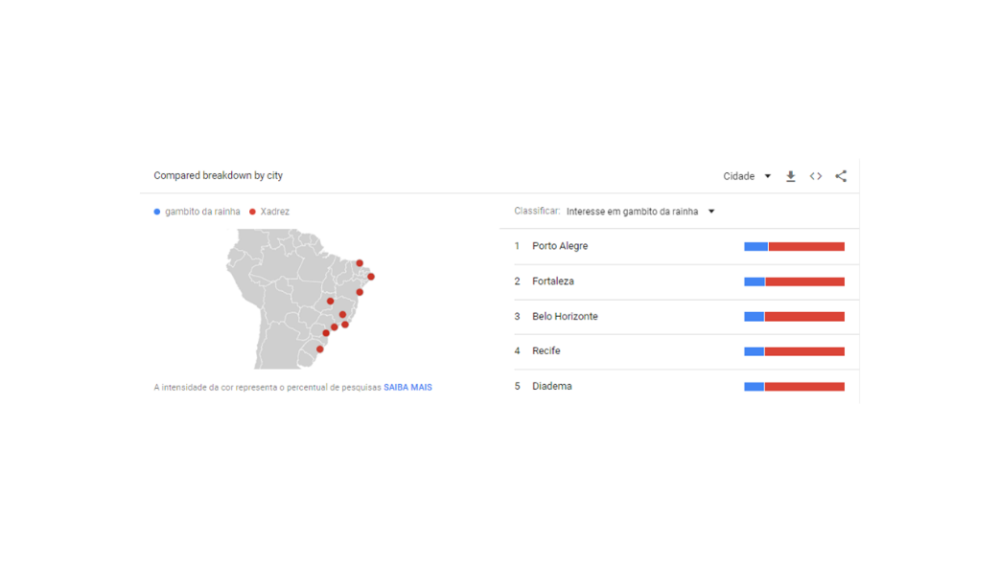 Compared breakdown by city
Cidade
gambito da rainha Xadrez
Classificar: Interesse em gambito da rainha
1 Porto Alegre
2 Fortaleza
3 Belo Horizonte
4 Recife
5 Diadema
A intensidade da cor representa o percentual de pesquisas SAIBA MAIS